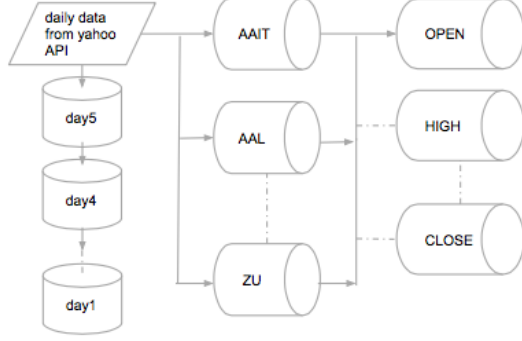 daily data
from yahoo
API
AAIT
OPEN
day5
AAL
HIGH
day4
ZU
CLOSE
day1